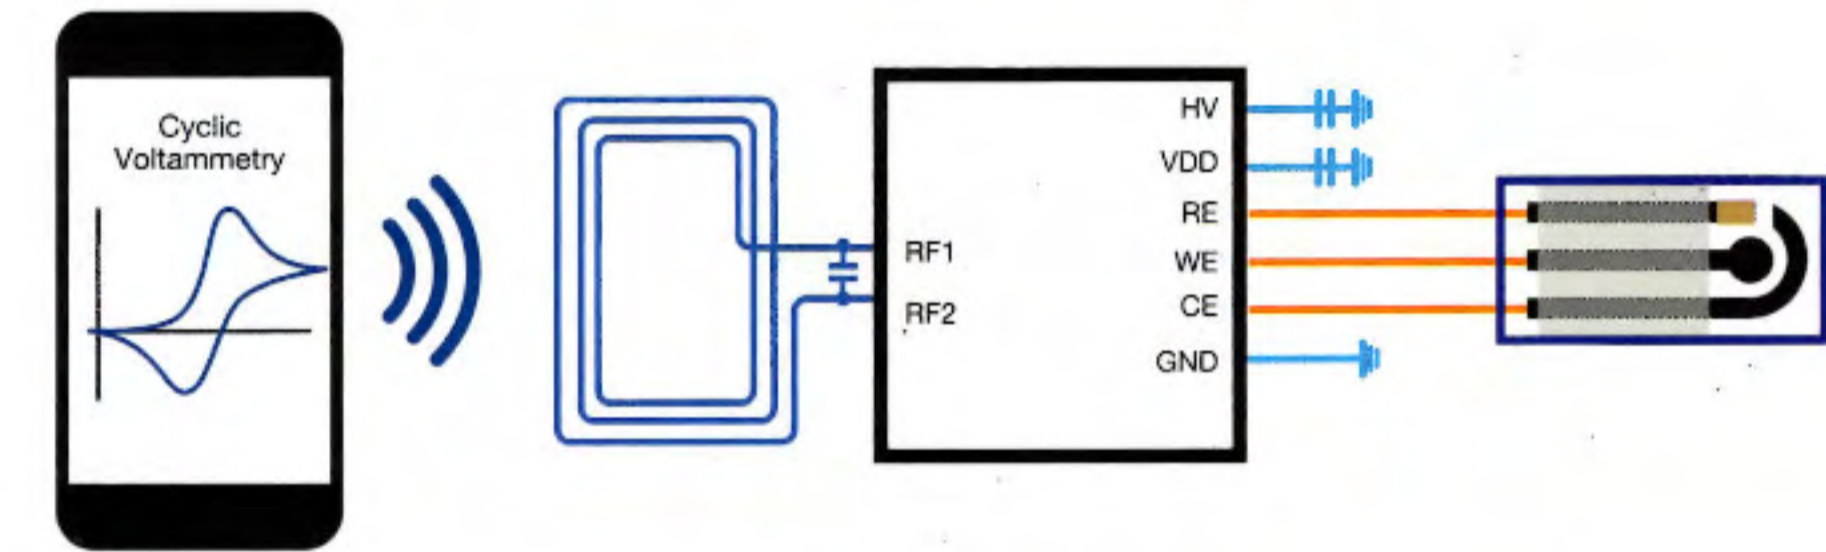 Cyclic
Voltammetry
RF1
RF2
HV
VDD
RE
WE
CE
GND